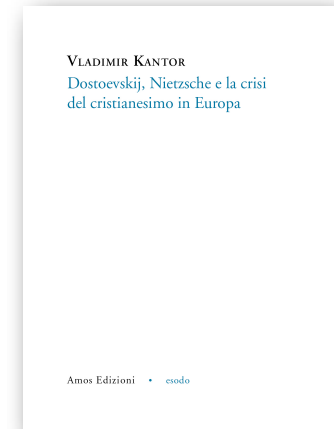 Vladimir Kantor
Dostoevskij, Nietzsche e la crisi
del cristianesimo in Europa
Amos Edizioni • esodo